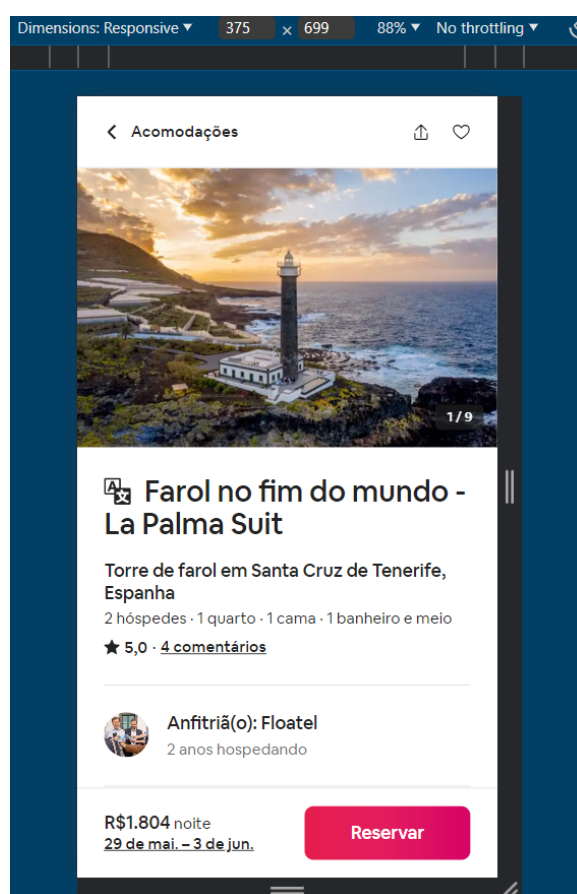 Dimensions: Responsive ▼ 375 × 699 88% ▼ No throttling ▼
Acomodações
1/9
Farol no fim do mundo -
La Palma Suit
Torre de farol em Santa Cruz de Tenerife,
Espanha
2 hóspedes · 1 quarto · 1 cama · 1 banheiro e meio
★ 5,0 · 4 comentários
Anfitriã(o): Floatel
2 anos hospedando
R$1.804 noite
29 de mai. – 3 de jun.
Reservar